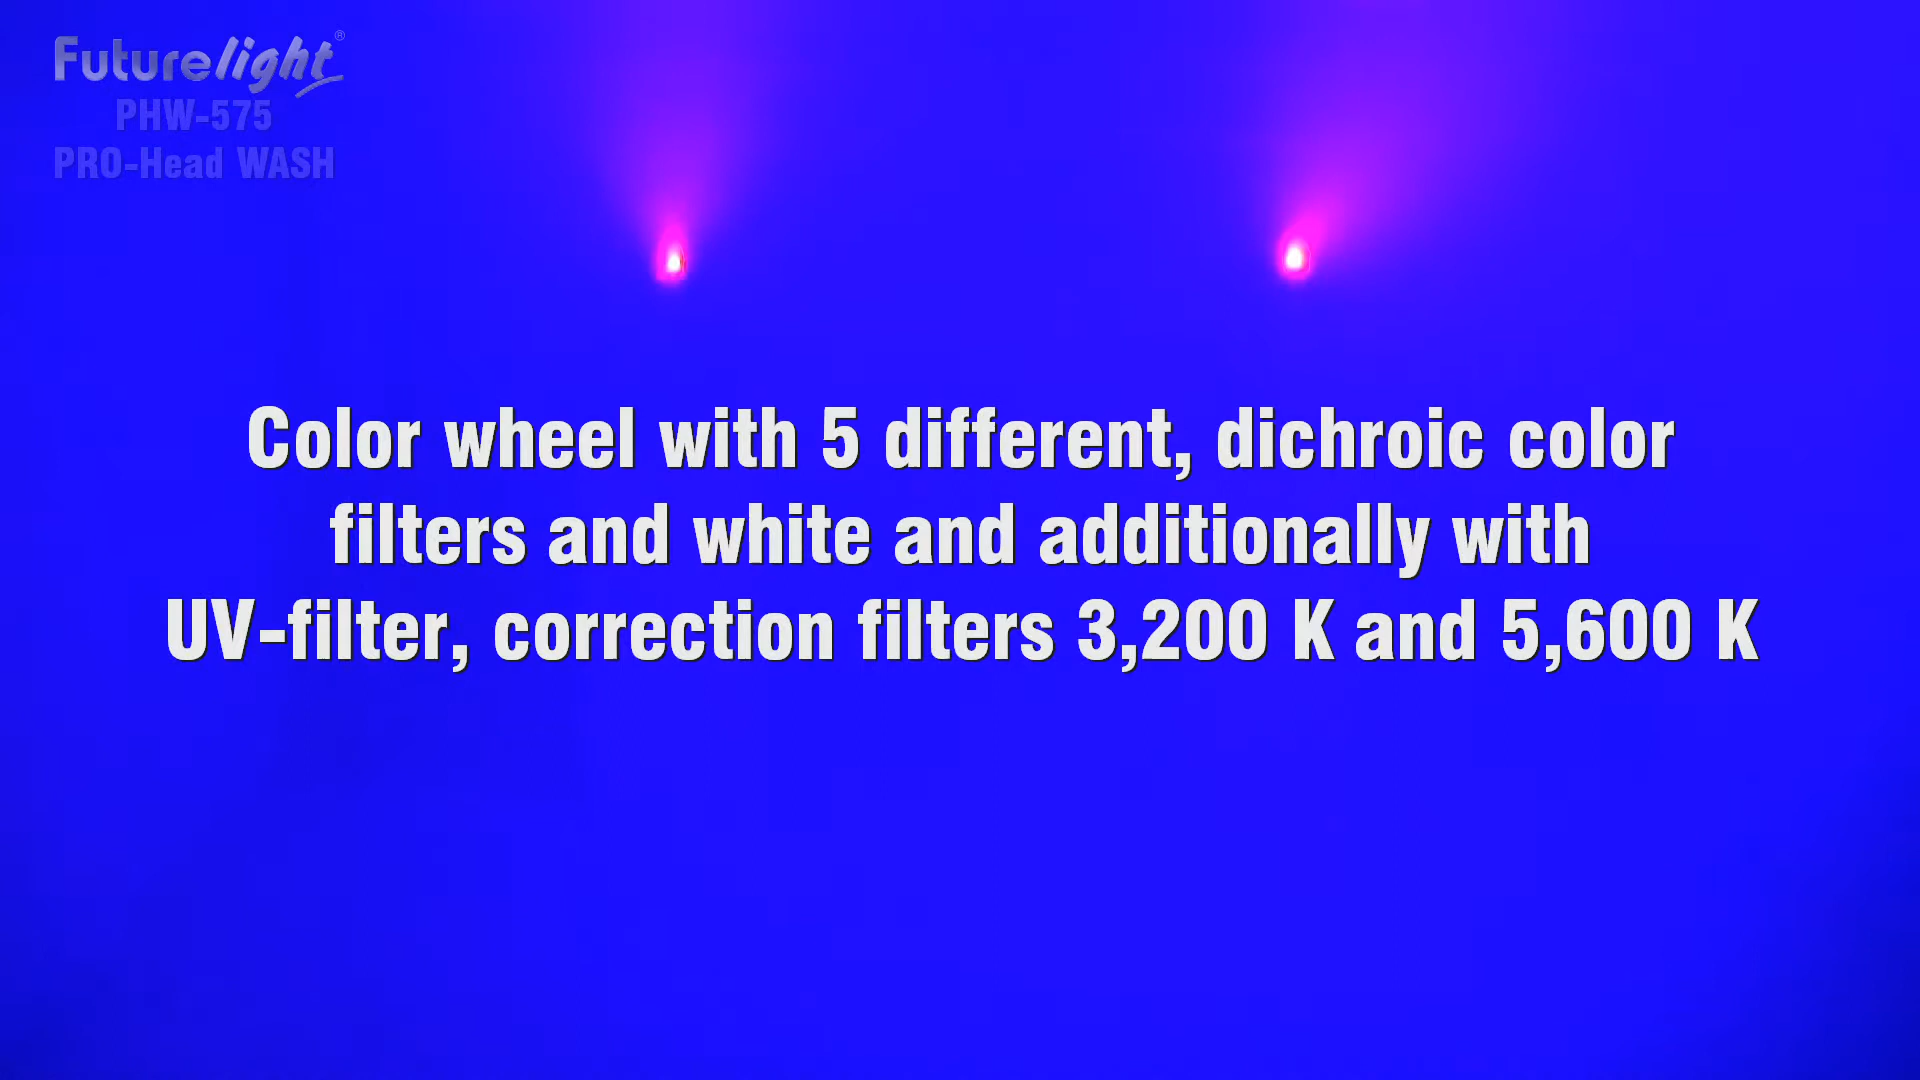 Futurelight®
PHW-575
PRO-Head WASH
Color wheel with 5 different, dichroic color
filters and white and additionally with
UV-filter, correction filters 3,200 K and 5,600 K